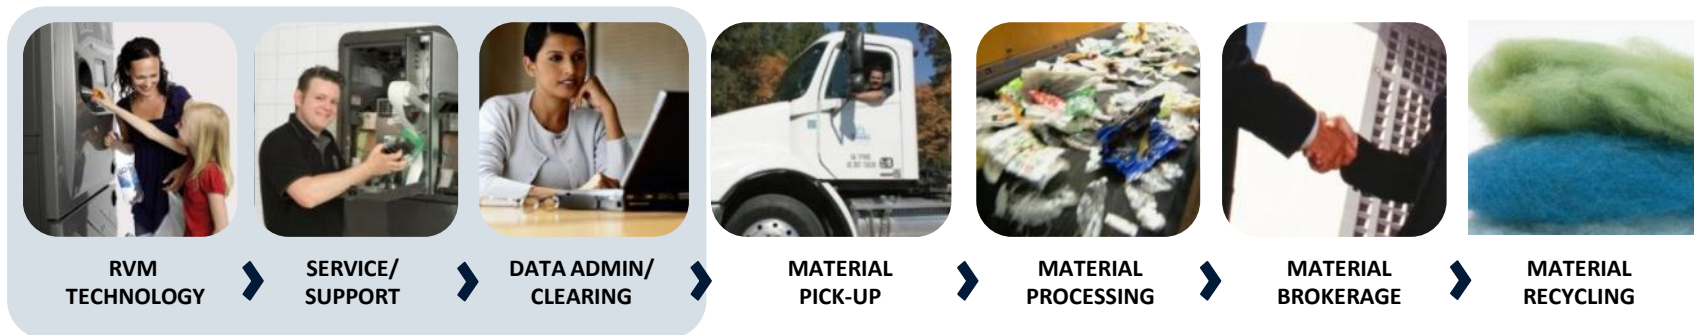 RVM
TECHNOLOGY
SERVICE/
SUPPORT
DATA ADMIN/
CLEARING
MATERIAL
PICK-UP
MATERIAL
PROCESSING
MATERIAL
BROKERAGE
MATERIAL
RECYCLING